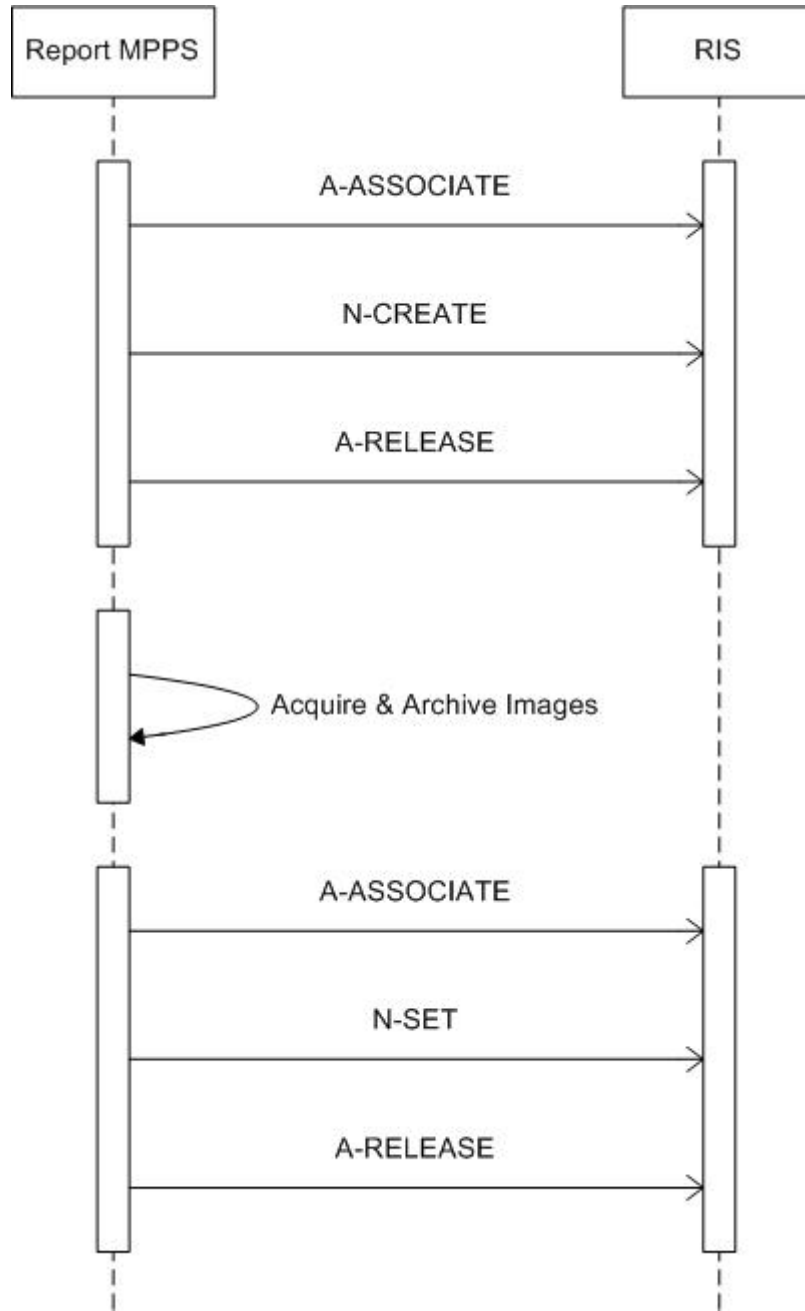 Report MPPS
RIS
A-ASSOCIATE
N-CREATE
A-RELEASE
Acquire & Archive Images
A-ASSOCIATE
N-SET
A-RELEASE